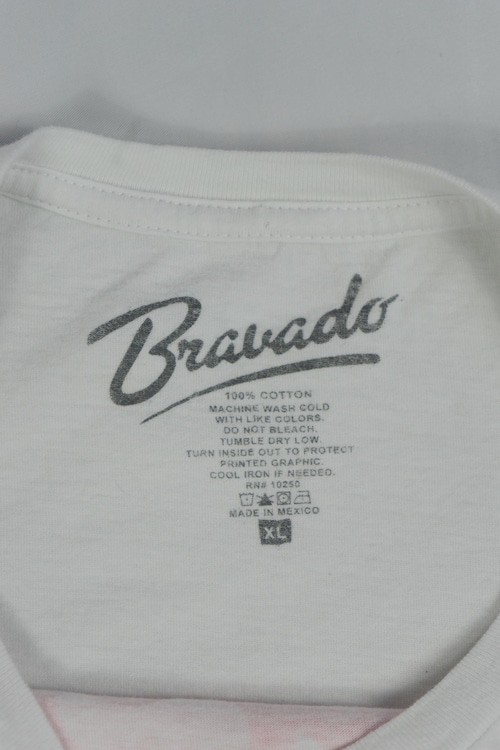 Bravado
100% COTTON
MACHINE WASH COLD
WITH LIKE COLORS.
DO NOT BLEACH.
TUMBLE DRY LOW.
TURN INSIDE OUT TO PROTECT
PRINTED GRAPHIC.
COOL IRON IF NEEDED.
RN# 10250
MADE IN MEXICO
XL